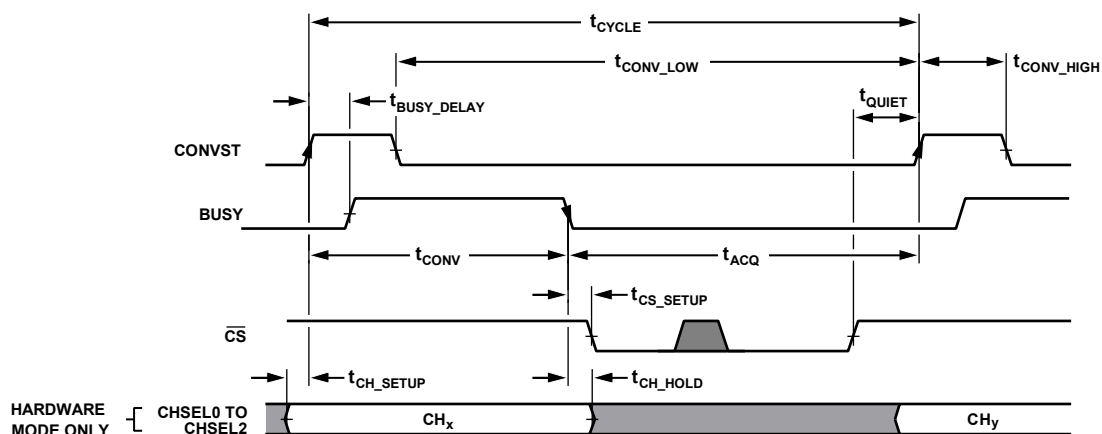 tCYCLE
tCONV_LOW
tCONV_HIGH
tBUSY_DELAY
tQUIET
CONVST
BUSY
tCONV
tACQ
tCS_SETUP
CS
tCH_SETUP
tCH_HOLD
HARDWARE
MODE ONLY
CHSEL0 TO
CHSEL2
CHX
CHy